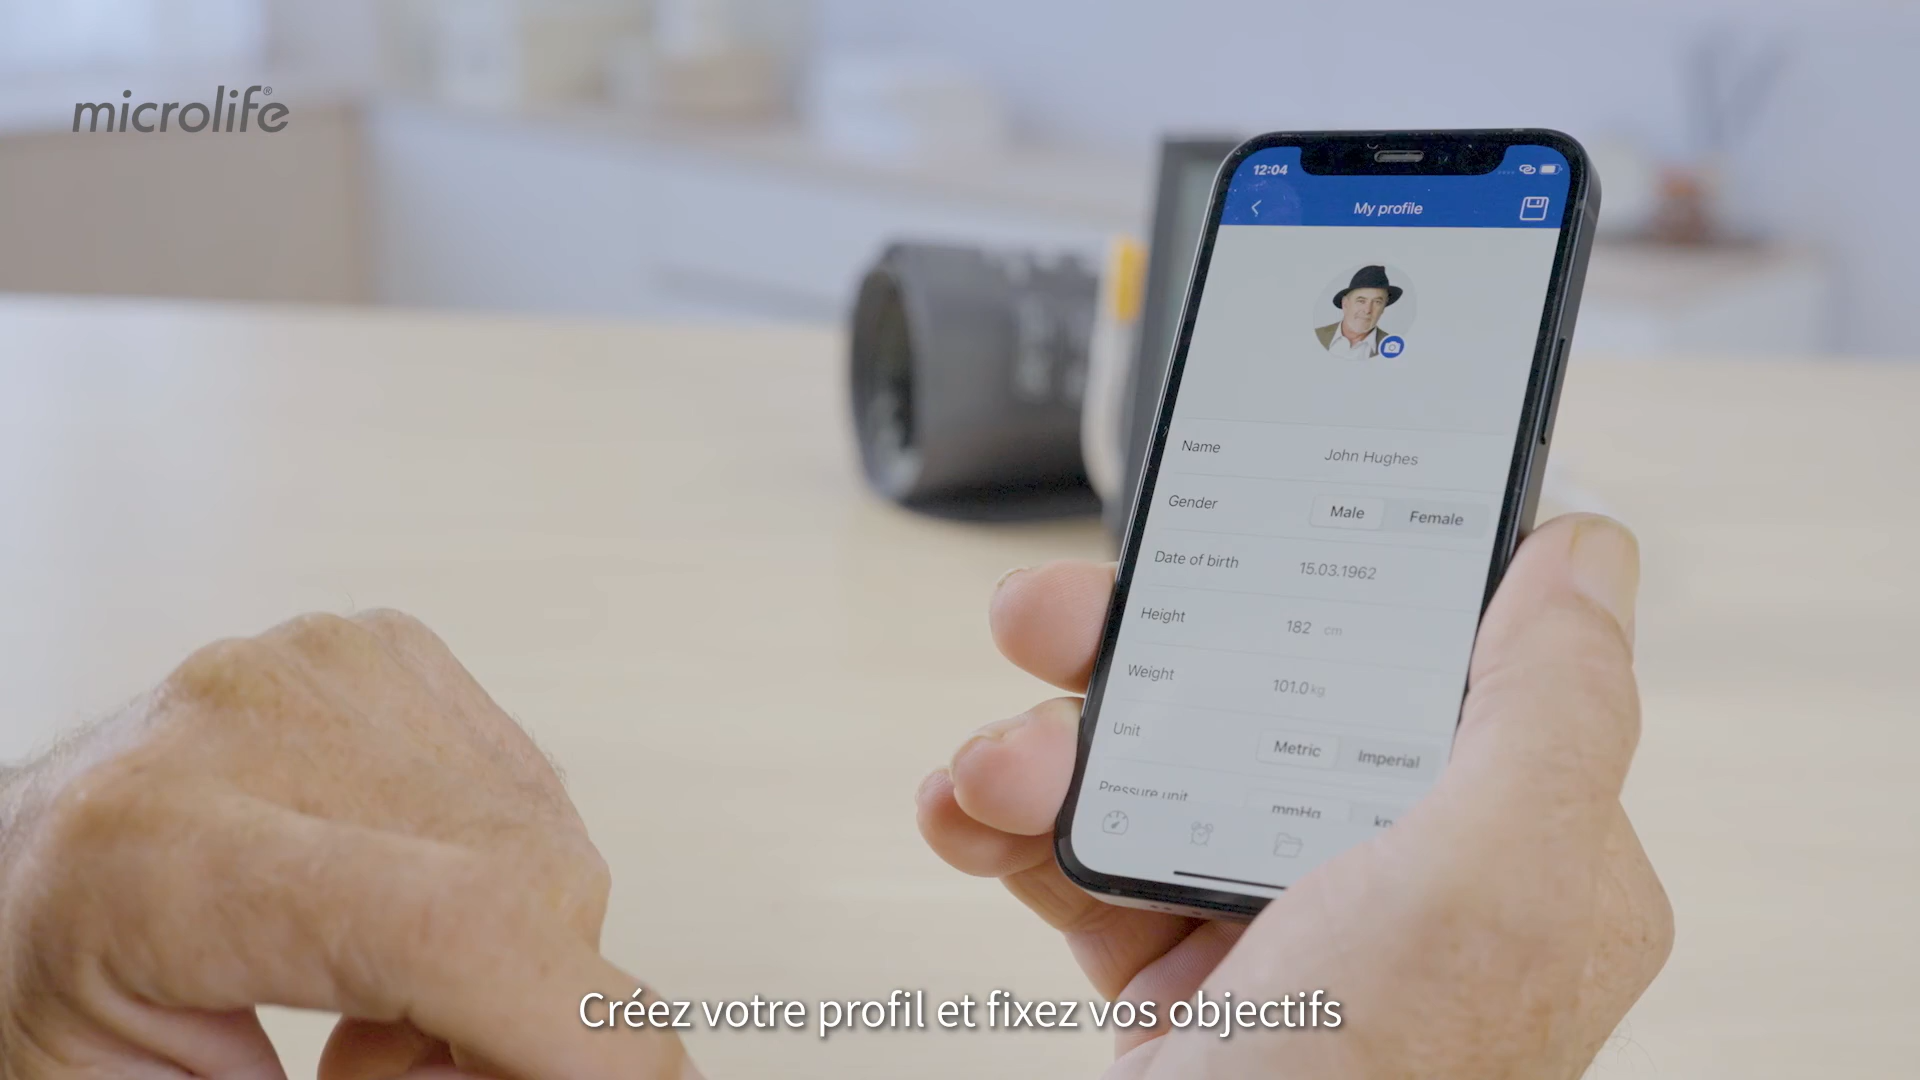 microlife®
12:04
My profile
Name John Hughes
Gender Male Female
Date of birth 15.03.1962
Height 182 cm
Weight 101.0 kg
Unit Metric Imperial
Pressure unit mmHg
Créez votre profil et fixez vos objectifs